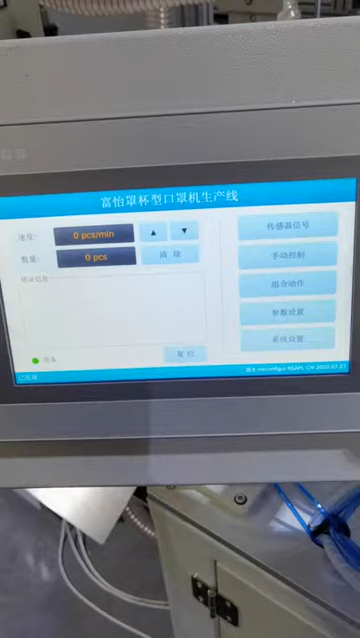 富怡罩杯型口罩机生产线
速度: 0 pcs/min ▲ ▼
数量: 0 pcs 清 除
错误信息
复 位
传感器信号
手动控制
组合动作
参数设置
系统设置